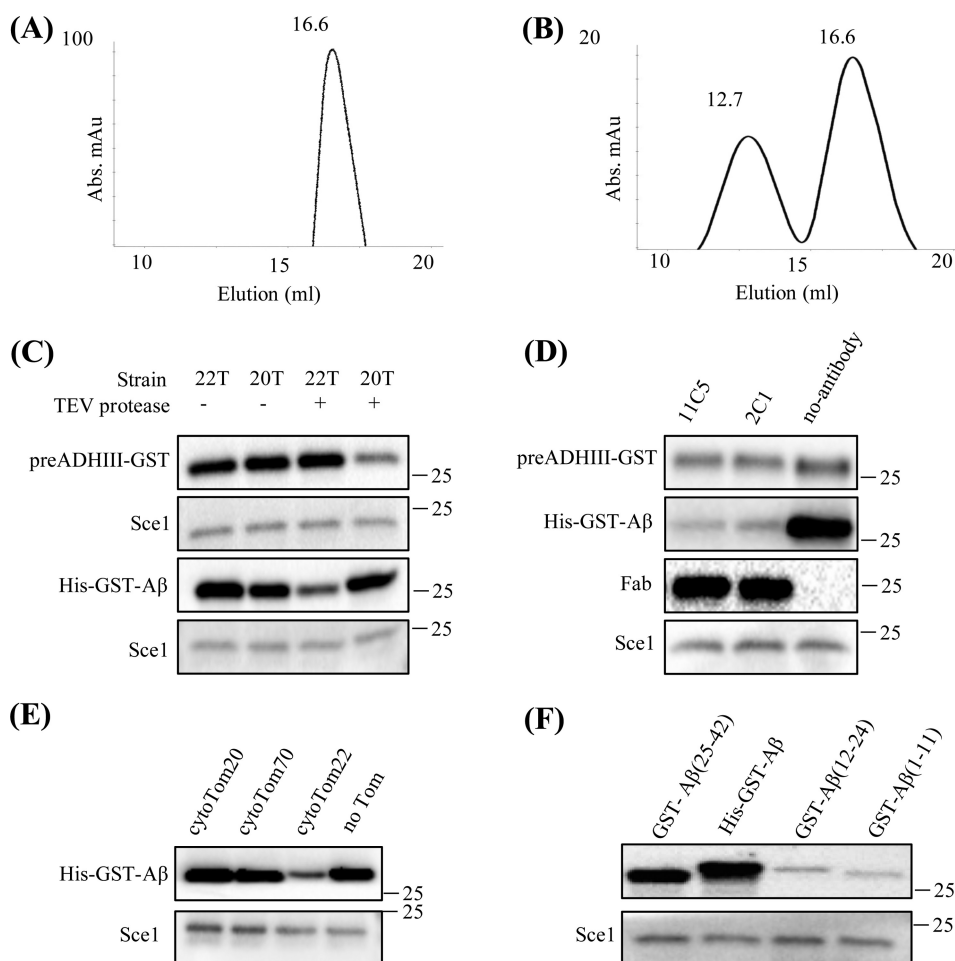 (A)
100
16.6
Abs. mAu
10
15
20
Elution (ml)
(B)
20
12.7
16.6
Abs. mAu
10
15
20
Elution (ml)
(C)
Strain 22T 20T 22T 20T
TEV protease - - + +
preADHIII-GST
25
Sce1
25
His-GST-Aβ
25
Sce1
25
(D)
11C5
2C1
no-antibody
preADHIII-GST
25
His-GST-Aβ
25
Fab
25
Sce1
25
(E)
cytoTom20
cytoTom70
cytoTom22
no Tom
His-GST-Aβ
25
Sce1
25
(F)
GST- Aβ(25-42)
His-GST-Aβ
GST-Aβ(12-24)
GST-Aβ(1-11)
25
Sce1
25